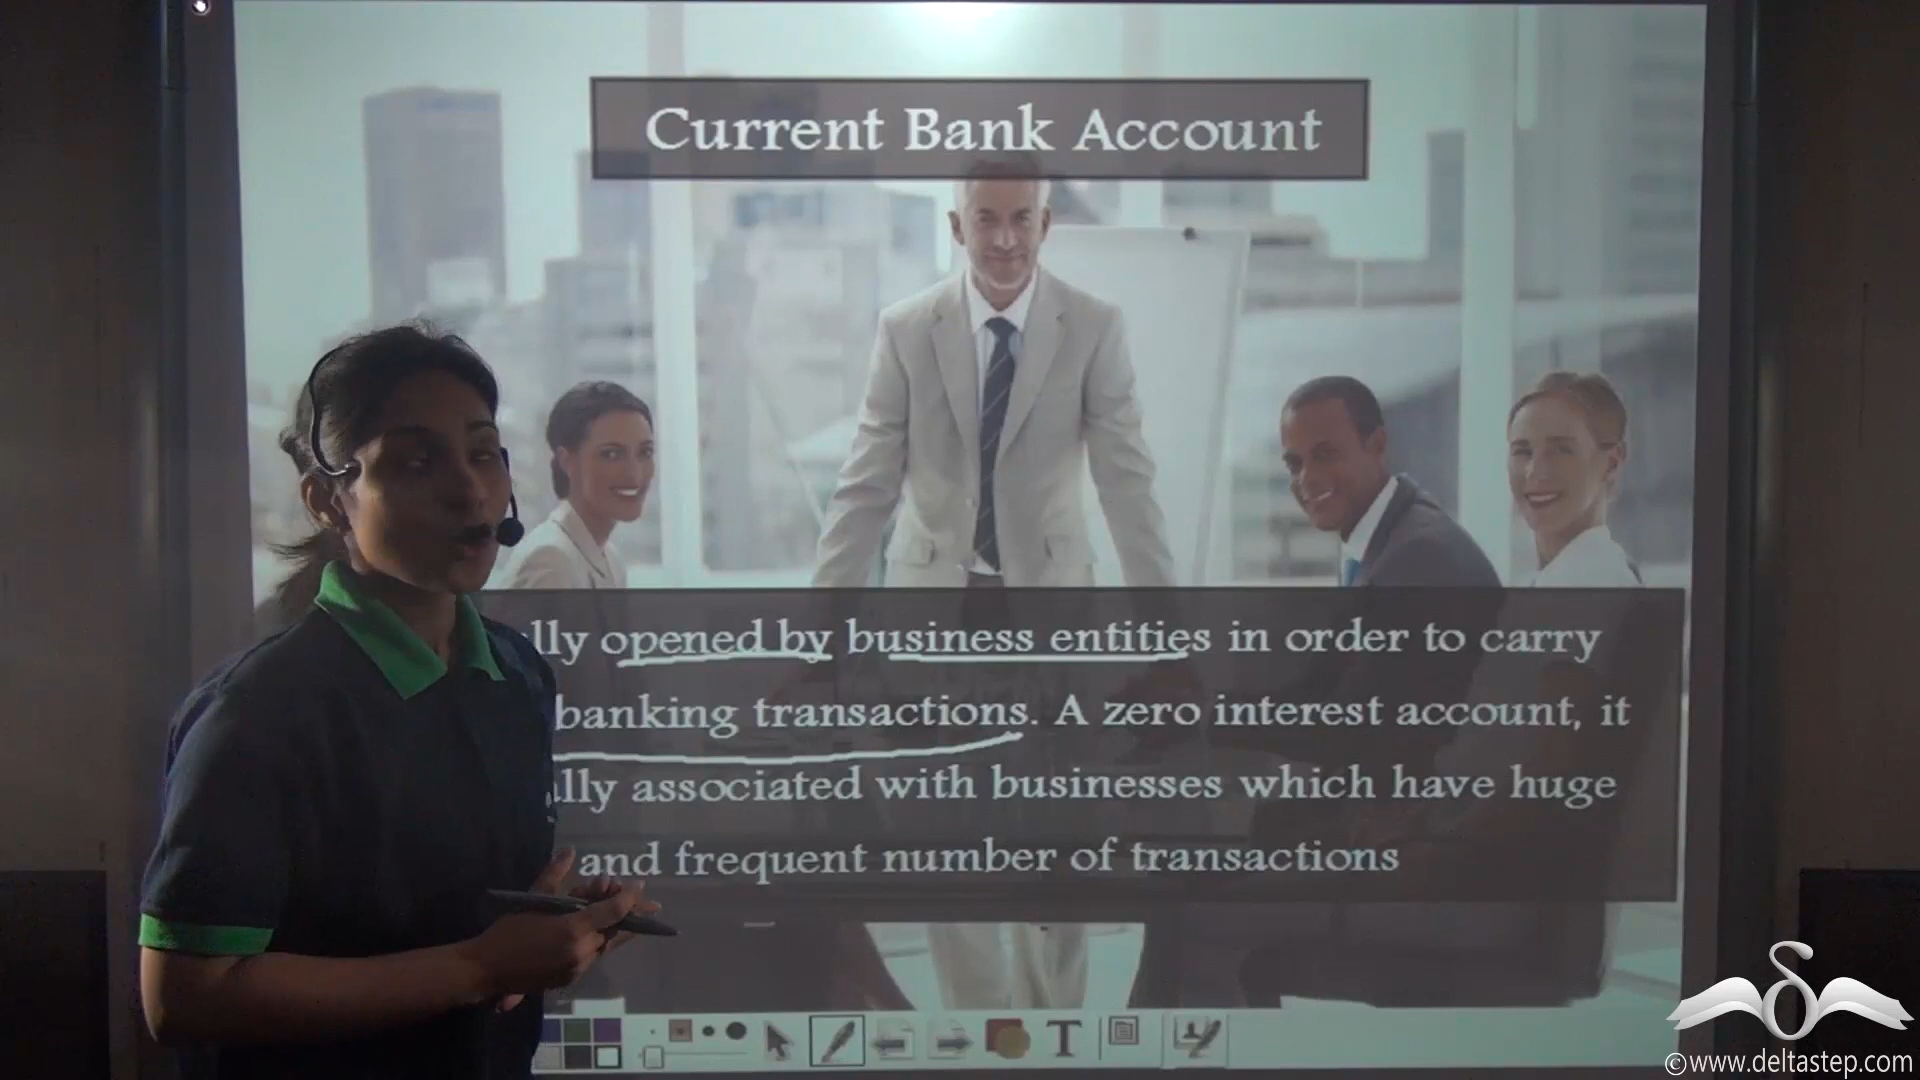 Current Bank Account
lly opened by business entities in order to carry
banking transactions. A zero interest account, it
ally associated with businesses which have huge
and frequent number of transactions
T
©www.deltastep.com